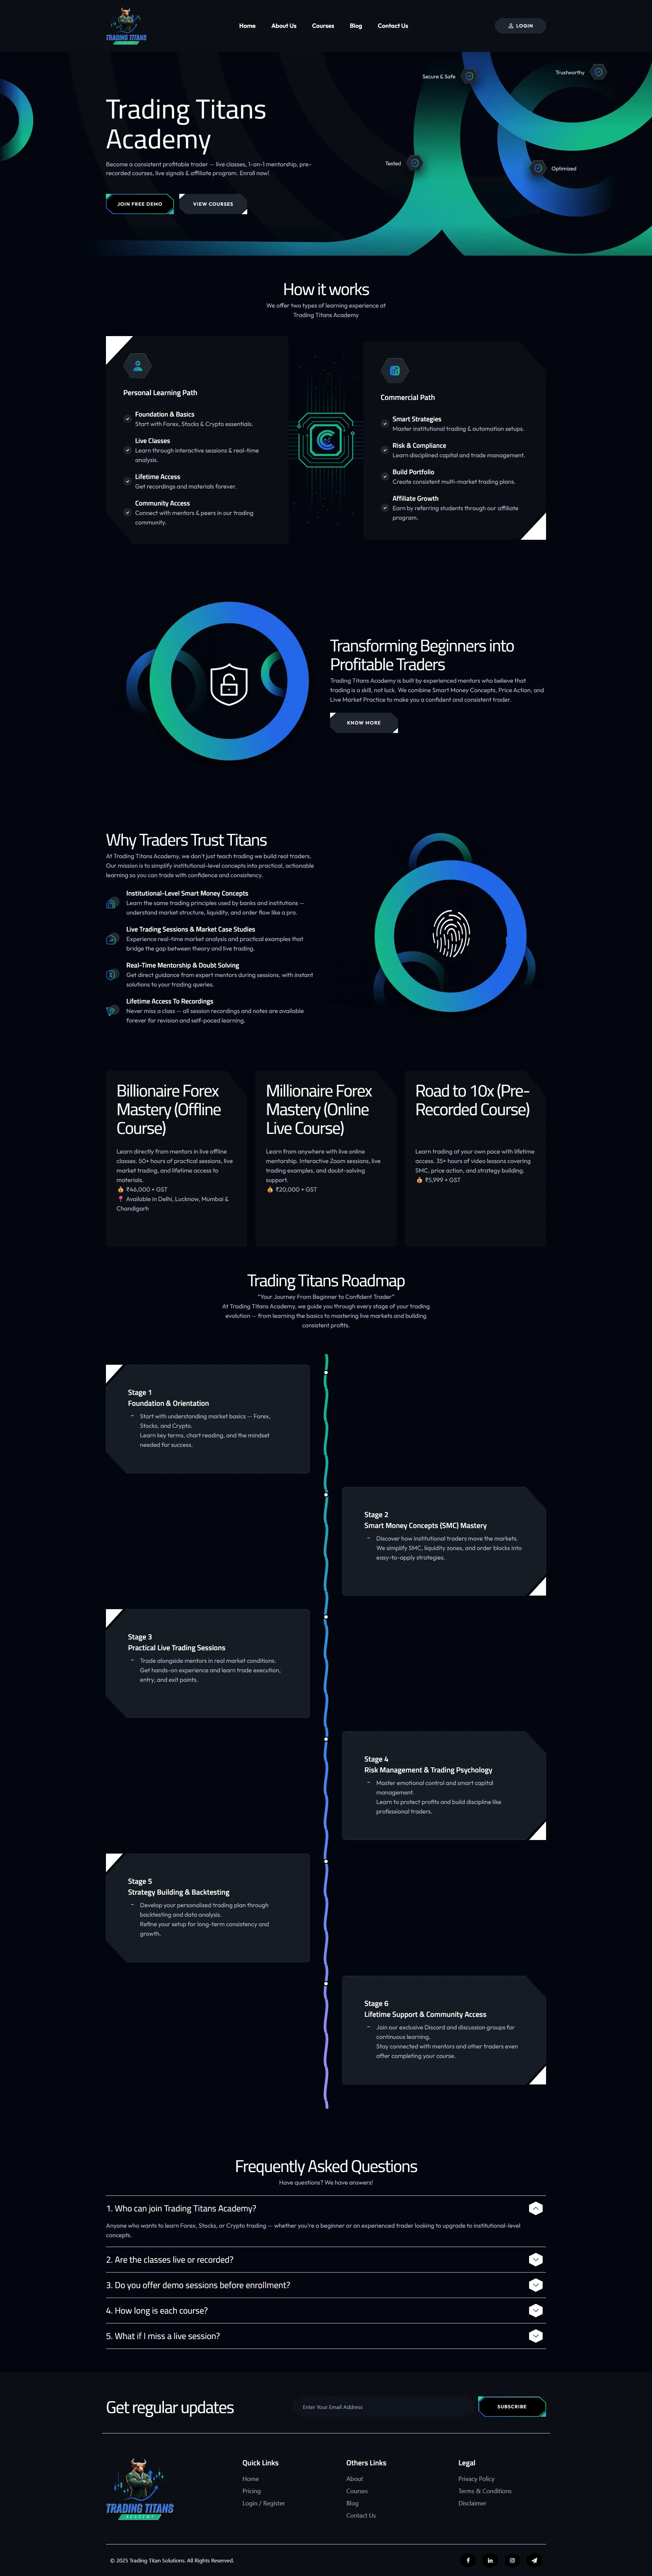 TRADING TITANS
ACADEMY
Home About Us Courses Blog Contact Us
LOGIN
Secure & Safe
Trustworthy
Tested
Optimized
Trading Titans
Academy
Become a consistent profitable trader — live classes, 1-on-1 mentorship, pre-
recorded courses, live signals & affiliate program. Enroll now!
JOIN FREE DEMO
VIEW COURSES
How it works
We offer two types of learning experience at
Trading Titans Academy
Personal Learning Path
Foundation & Basics
Start with Forex, Stocks & Crypto essentials.
Live Classes
Learn through interactive sessions & real-time
analysis.
Lifetime Access
Get recordings and materials forever.
Community Access
Connect with mentors & peers in our trading
community.
Commercial Path
Smart Strategies
Master institutional trading & automation setups.
Risk & Compliance
Learn disciplined capital and trade management.
Build Portfolio
Create consistent multi-market trading plans.
Affiliate Growth
Earn by referring students through our affiliate
program.
Transforming Beginners into
Profitable Traders
Trading Titans Academy is built by experienced mentors who believe that
trading is a skill, not luck. We combine Smart Money Concepts, Price Action, and
Live Market Practice to make you a confident and consistent trader.
KNOW MORE
Why Traders Trust Titans
At Trading Titans Academy, we don't just teach trading we build real traders.
Our mission is to simplify institutional-level concepts into practical, actionable
learning so you can trade with confidence and consistency.
Institutional-Level Smart Money Concepts
Learn the same trading principles used by banks and institutions —
understand market structure, liquidity, and order flow like a pro.
Live Trading Sessions & Market Case Studies
Experience real-time market analysis and practical examples that
bridge the gap between theory and live trading.
Real-Time Mentorship & Doubt Solving
Get direct guidance from expert mentors during sessions, with instant
solutions to your trading queries.
Lifetime Access To Recordings
Never miss a class — all session recordings and notes are available
forever for revision and self-paced learning.
Billionaire Forex
Mastery (Offline
Course)
Learn directly from mentors in live offline
classes. 50+ hours of practical sessions, live
market trading, and lifetime access to
materials.
💰 ₹46,000 + GST
📍 Available in Delhi, Lucknow, Mumbai &
Chandigarh
Millionaire Forex
Mastery (Online
Live Course)
Learn from anywhere with live online
mentorship. Interactive Zoom sessions, live
trading examples, and doubt-solving
support.
💰 ₹20,000 + GST
Road to 10x (Pre-
Recorded Course)
Learn trading at your own pace with lifetime
access. 35+ hours of video lessons covering
SMC, price action, and strategy building.
💰 ₹5,999 + GST
Trading Titans Roadmap
"Your Journey From Beginner to Confident Trader"
At Trading Titans Academy, we guide you through every stage of your trading
evolution — from learning the basics to mastering live markets and building
consistent profits.
Stage 1
Foundation & Orientation
– Start with understanding market basics — Forex,
Stocks, and Crypto.
Learn key terms, chart reading, and the mindset
needed for success.
Stage 2
Smart Money Concepts (SMC) Mastery
– Discover how institutional traders move the markets.
We simplify SMC, liquidity zones, and order blocks into
easy-to-apply strategies.
Stage 3
Practical Live Trading Sessions
– Trade alongside mentors in real market conditions.
Get hands-on experience and learn trade execution,
entry, and exit points.
Stage 4
Risk Management & Trading Psychology
– Master emotional control and smart capital
management.
Learn to protect profits and build discipline like
professional traders.
Stage 5
Strategy Building & Backtesting
– Develop your personalized trading plan through
backtesting and data analysis.
Refine your setup for long-term consistency and
growth.
Stage 6
Lifetime Support & Community Access
– Join our exclusive Discord and discussion groups for
continuous learning.
Stay connected with mentors and other traders even
after completing your course.
Frequently Asked Questions
Have questions? We have answers!
1. Who can join Trading Titans Academy?
Anyone who wants to learn Forex, Stocks, or Crypto trading — whether you're a beginner or an experienced trader looking to upgrade to institutional-level
concepts.
2. Are the classes live or recorded?
3. Do you offer demo sessions before enrollment?
4. How long is each course?
5. What if I miss a live session?
Get regular updates
Enter Your Email Address
SUBSCRIBE
TRADING TITANS
ACADEMY
Quick Links
Home
Pricing
Login / Register
Others Links
About
Courses
Blog
Contact Us
Legal
Privacy Policy
Terms & Conditions
Disclaimer
© 2025 Trading Titan Solutions. All Rights Reserved.